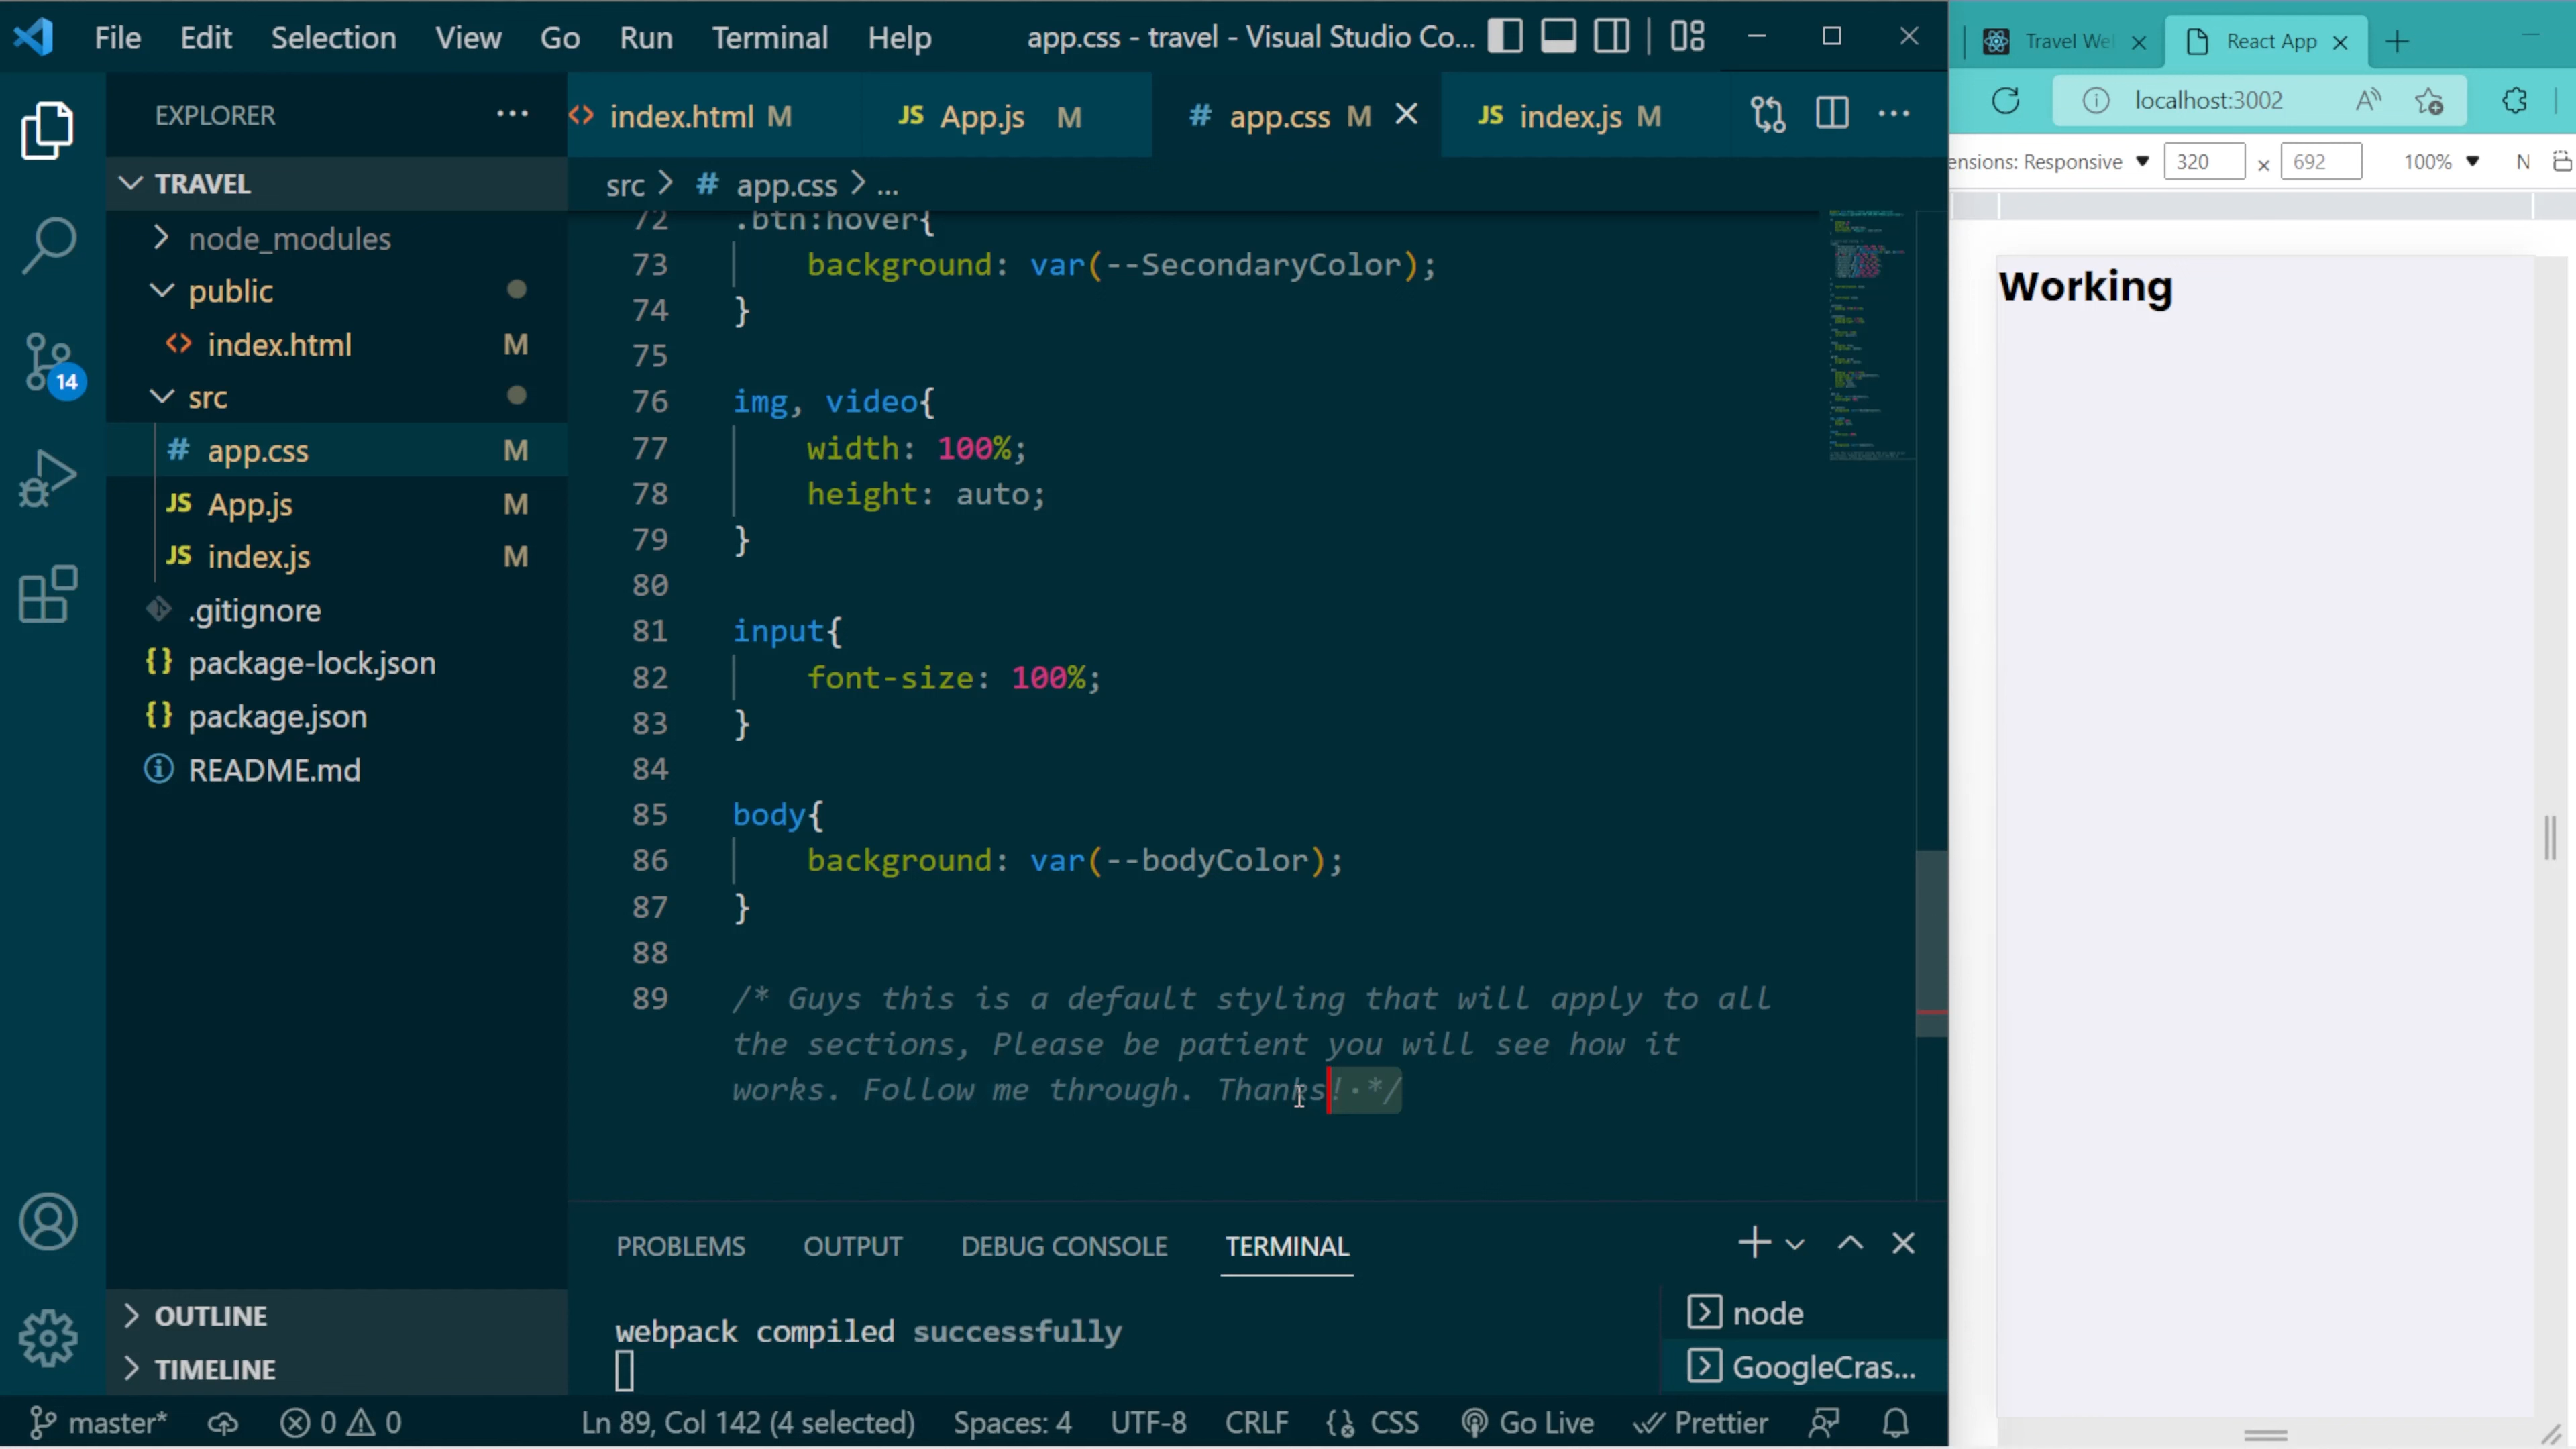 File Edit Selection View Go Run Terminal Help app.css - travel - Visual Studio Co...
Travel We
React App
localhost:3002
ensions: Responsive 320 x 692 100% N
EXPLORER
TRAVEL
node_modules
public
index.html M
src
app.css M
App.js M
index.js M
.gitignore
package-lock.json
package.json
README.md
OUTLINE
TIMELINE
14
index.html M App.js M app.css M index.js M
src > # app.css > ...
72 .btn:hover{
73 background: var(--SecondaryColor);
74 }
75
76 img, video{
77 width: 100%;
78 height: auto;
79 }
80
81 input{
82 font-size: 100%;
83 }
84
85 body{
86 background: var(--bodyColor);
87 }
88
89 /* Guys this is a default styling that will apply to all
the sections, Please be patient you will see how it
works. Follow me through. Thanks! */
PROBLEMS OUTPUT DEBUG CONSOLE TERMINAL
webpack compiled successfully
node
GoogleCras...
master* 0 0 Ln 89, Col 142 (4 selected) Spaces: 4 UTF-8 CRLF CSS Go Live Prettier
Working